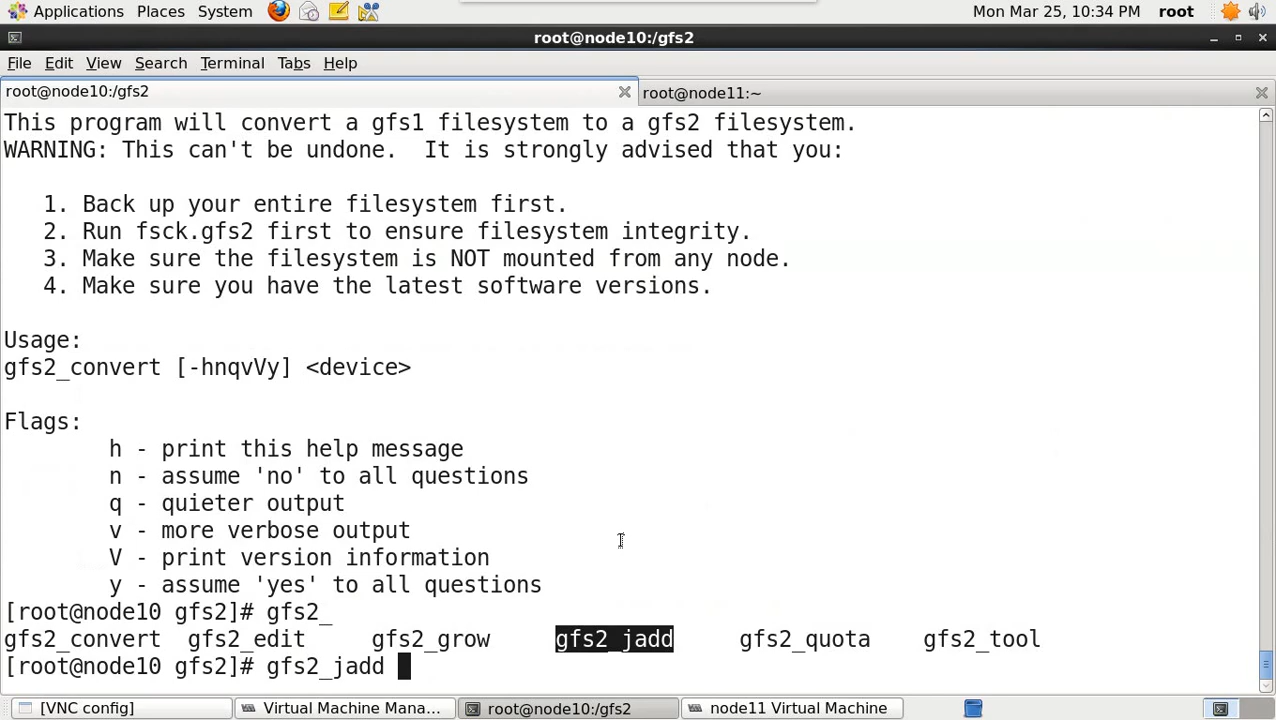 Applications Places System Mon Mar 25, 10:34 PM root
root@node10:/gfs2
File Edit View Search Terminal Tabs Help
root@node10:/gfs2 root@node11:~
This program will convert a gfs1 filesystem to a gfs2 filesystem.
WARNING: This can't be undone.  It is strongly advised that you:
1. Back up your entire filesystem first.
2. Run fsck.gfs2 first to ensure filesystem integrity.
3. Make sure the filesystem is NOT mounted from any node.
4. Make sure you have the latest software versions.
Usage:
gfs2_convert [-hnqvVy] <device>
Flags:
h - print this help message
n - assume 'no' to all questions
q - quieter output
v - more verbose output
V - print version information
y - assume 'yes' to all questions
[root@node10 gfs2]# gfs2_
gfs2_convert gfs2_edit gfs2_grow gfs2_jadd gfs2_quota gfs2_tool
[root@node10 gfs2]# gfs2_jadd
[VNC config] Virtual Machine Mana... root@node10:/gfs2 node11 Virtual Machine